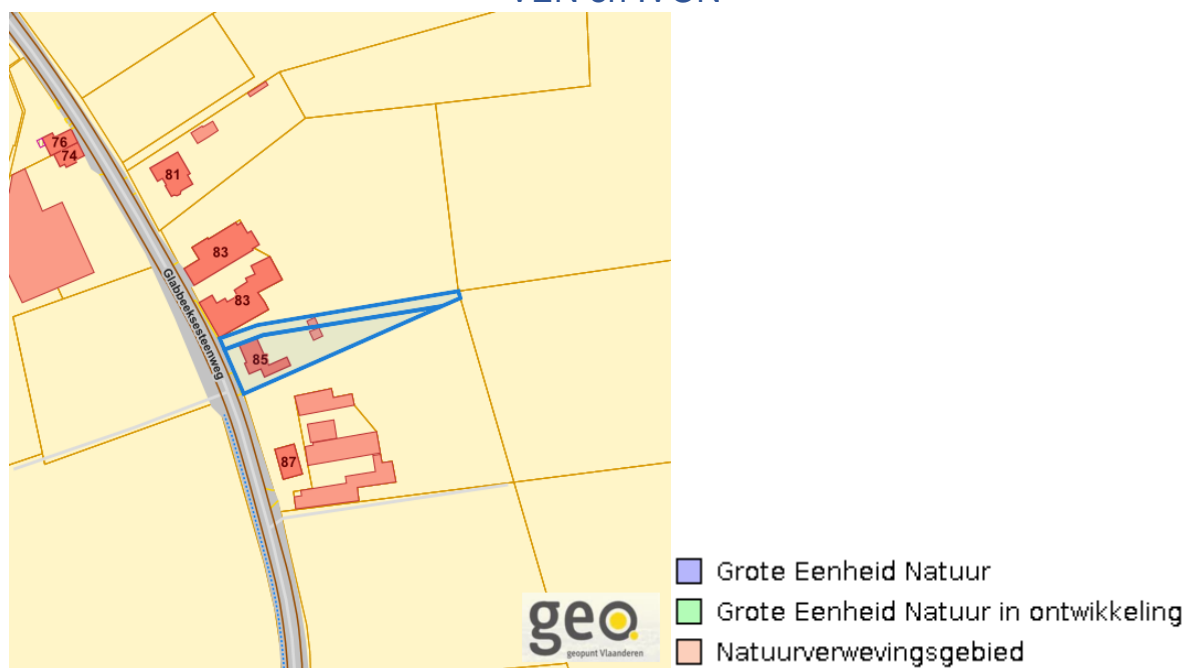 76
74
81
83
83
Glabbeeksesteenweg
85
87
geo.
geopunt Vlaanderen
Grote Eenheid Natuur
Grote Eenheid Natuur in ontwikkeling
Natuurverwevingsgebied